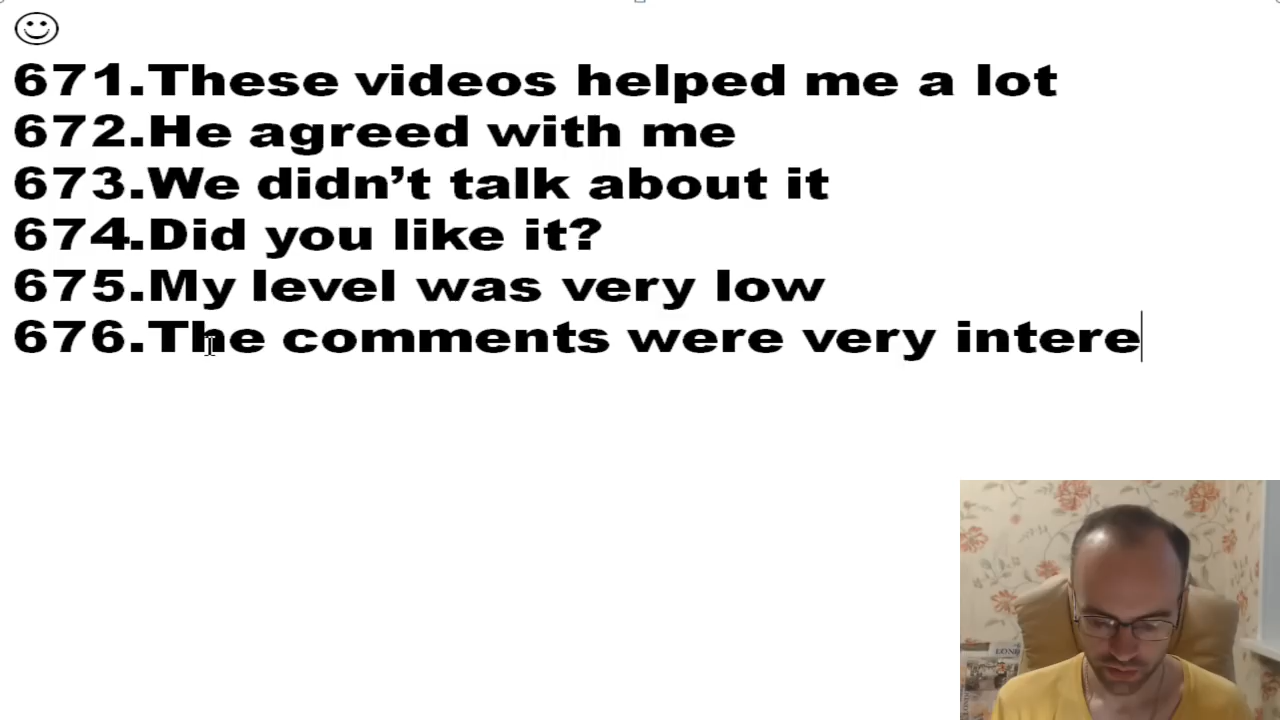 671.These videos helped me a lot
672.He agreed with me
673.We didn’t talk about it
674.Did you like it?
675.My level was very low
676.The comments were very intere